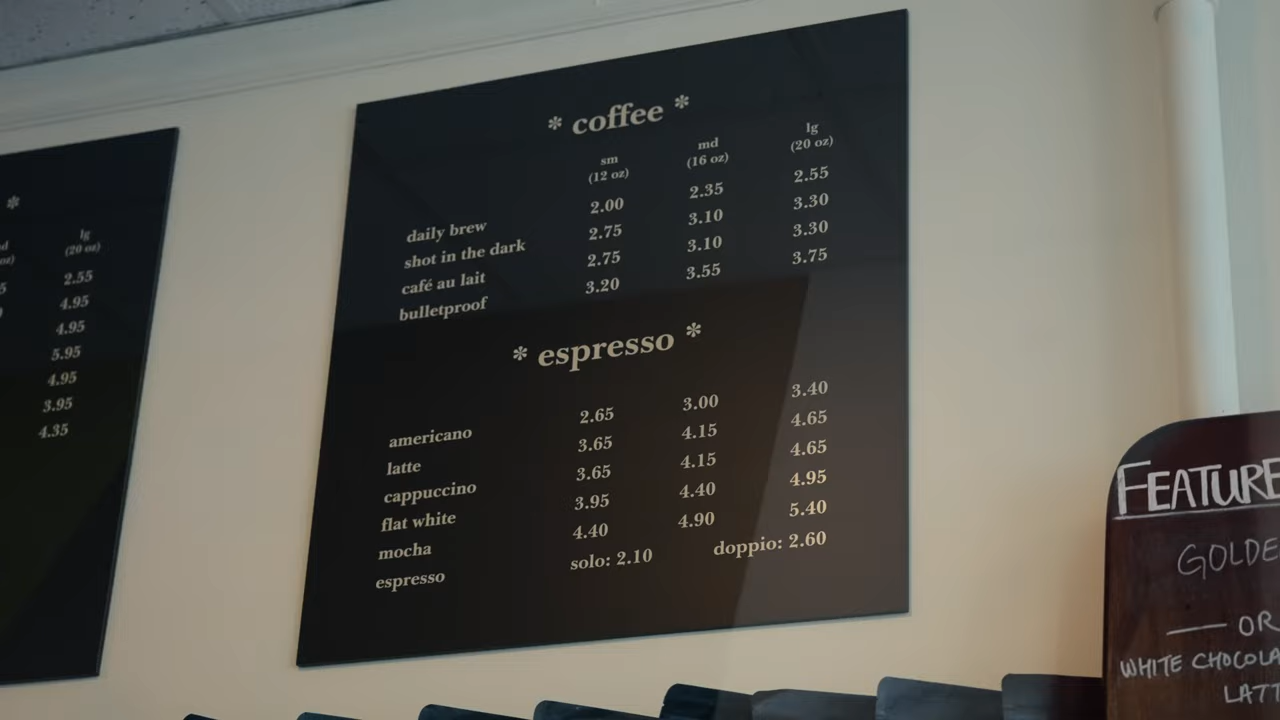 *
lg
(20 oz)
2.55
4.95
4.95
5.95
4.95
3.95
4.35
* coffee *
sm md lg
(12 oz) (16 oz) (20 oz)
daily brew 2.00 2.35 2.55
shot in the dark 2.75 3.10 3.30
café au lait 2.75 3.10 3.30
bulletproof 3.20 3.55 3.75
* espresso *
americano 2.65 3.00 3.40
latte 3.65 4.15 4.65
cappuccino 3.65 4.15 4.65
flat white 3.95 4.40 4.95
mocha 4.40 4.90 5.40
espresso solo: 2.10 doppio: 2.60
FEATURE
GOLDE
OR
WHITE CHOCOLA
LATT